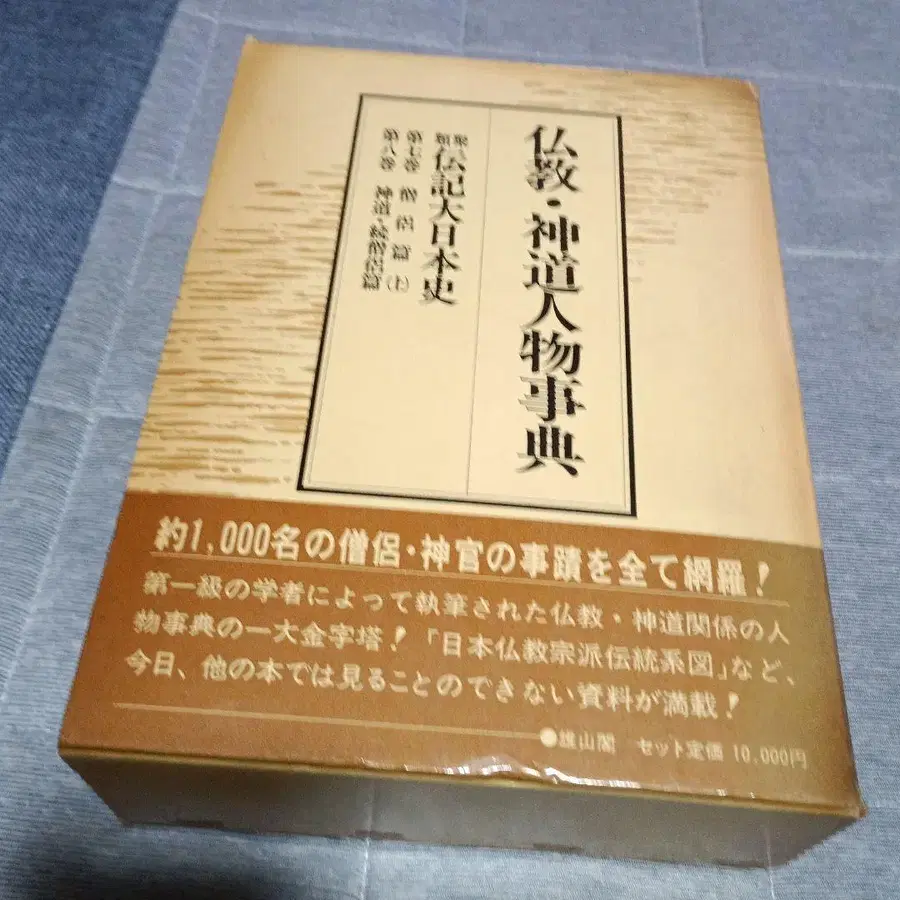 仏教・神道人物事典
類聚伝記大日本史
第七巻 僧侶篇(上)
第八巻 神道・続僧侶篇
約1,000名の僧侶・神官の事蹟を全て網羅!
第一級の学者によって執筆された仏教・神道関係の人
物事典の一大金字塔!「日本仏教宗派伝統系図」など、
今日、他の本では見ることのできない資料が満載!
●雄山閣 セット定価 10,000円